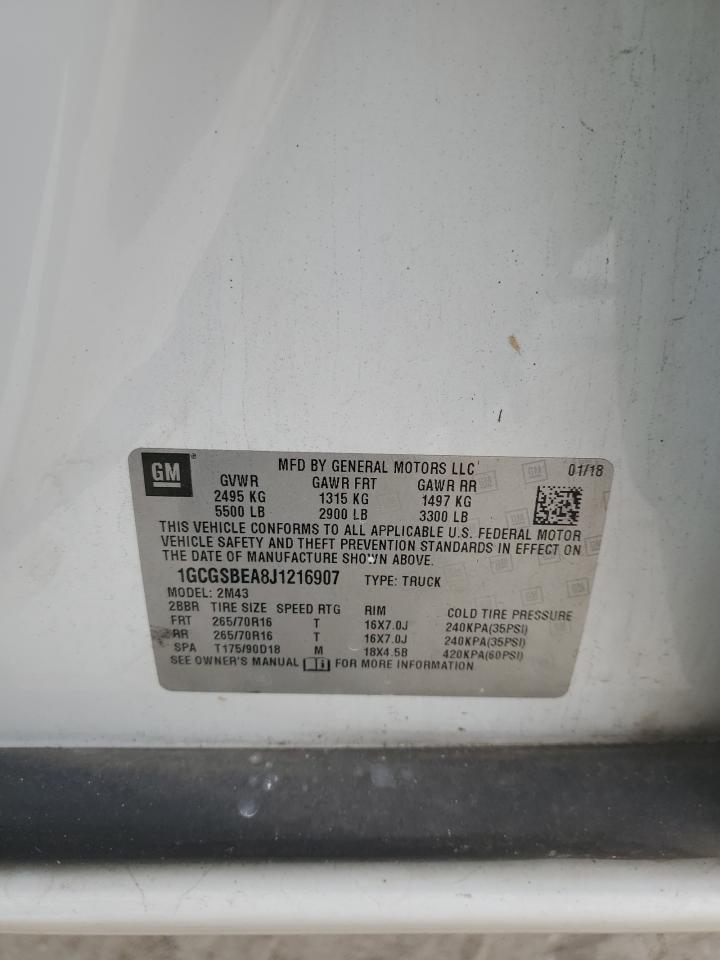 GM MFD BY GENERAL MOTORS LLC 01/18
GVWR GAWR FRT GAWR RR
2495 KG 1315 KG 1497 KG
5500 LB 2900 LB 3300 LB
THIS VEHICLE CONFORMS TO ALL APPLICABLE U.S. FEDERAL MOTOR
VEHICLE SAFETY AND THEFT PREVENTION STANDARDS IN EFFECT ON
THE DATE OF MANUFACTURE SHOWN ABOVE.
1GCGSBEA8J1216907 TYPE: TRUCK
MODEL: 2M43
2BBR TIRE SIZE SPEED RTG RIM COLD TIRE PRESSURE
FRT 265/70R16 T 16X7.0J 240KPA(35PSI)
RR 265/70R16 T 16X7.0J 240KPA(35PSI)
SPA T175/90D18 M 18X4.5B 420KPA(60PSI)
SEE OWNER'S MANUAL FOR MORE INFORMATION